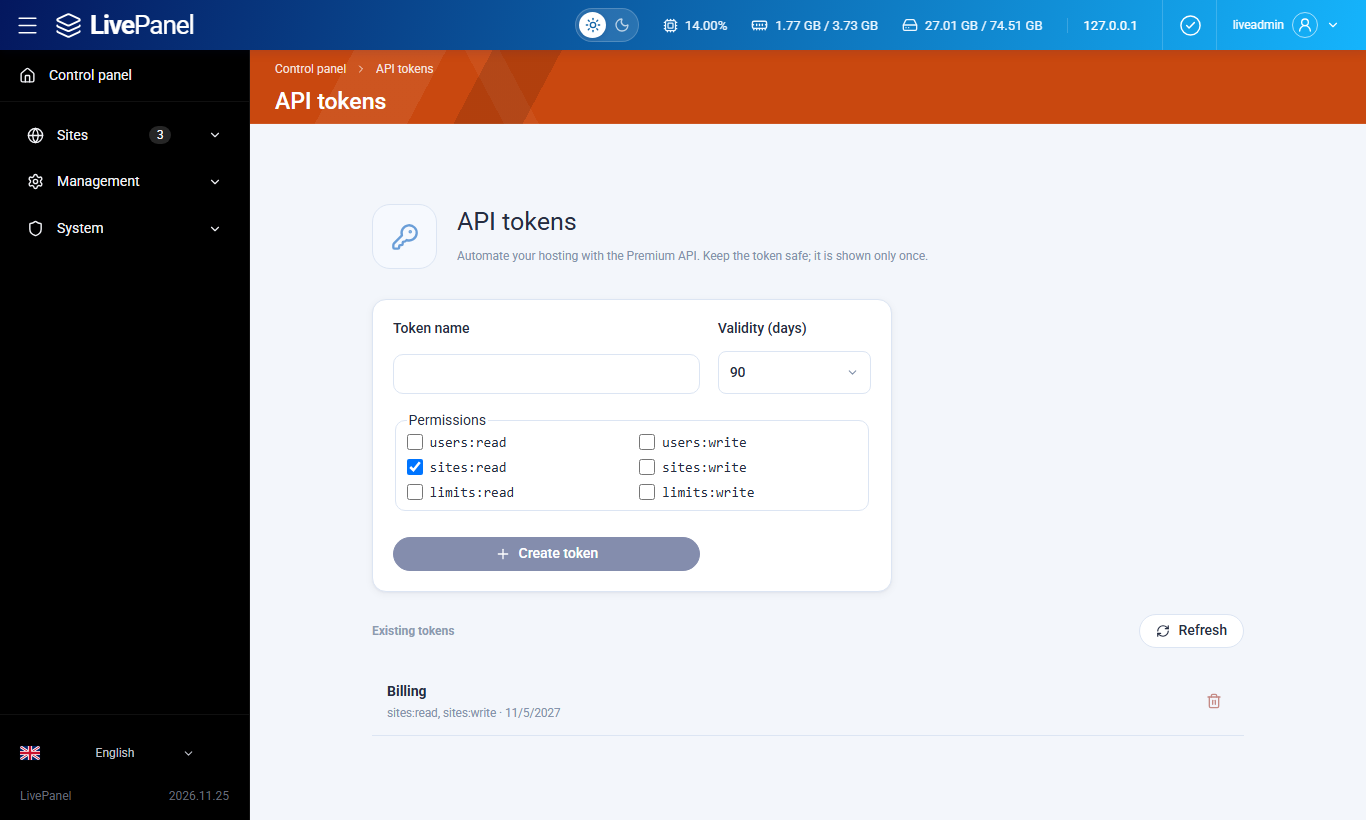 LivePanel
14.00%
1.77 GB / 3.73 GB
27.01 GB / 74.51 GB
127.0.0.1
liveadmin
Control panel
Sites
3
Management
System
English
LivePanel
2026.11.25
Control panel > API tokens
API tokens
API tokens
Automate your hosting with the Premium API. Keep the token safe; it is shown only once.
Token name
Validity (days)
90
Permissions
users:read
users:write
sites:read
sites:write
limits:read
limits:write
+ Create token
Existing tokens
Refresh
Billing
sites:read, sites:write · 11/5/2027